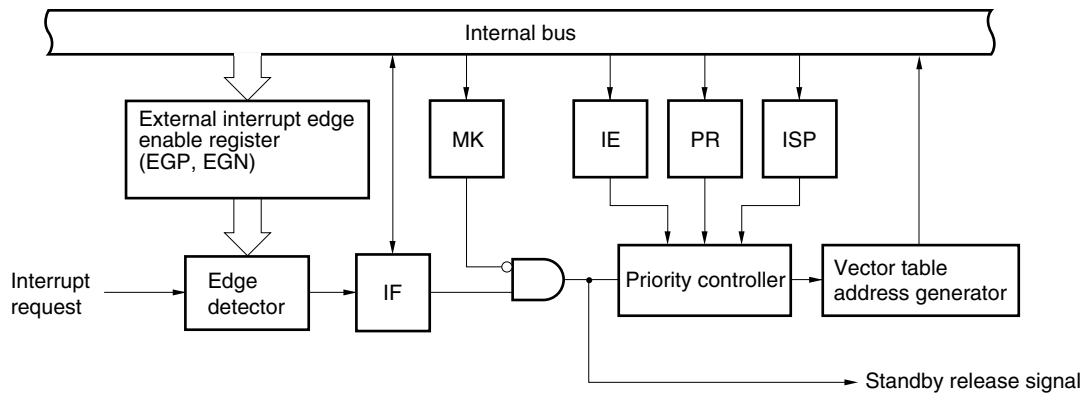 Internal bus
External interrupt edge
enable register
(EGP, EGN)
MK
IE
PR
ISP
Interrupt
request
Edge
detector
IF
Priority controller
Vector table
address generator
Standby release signal